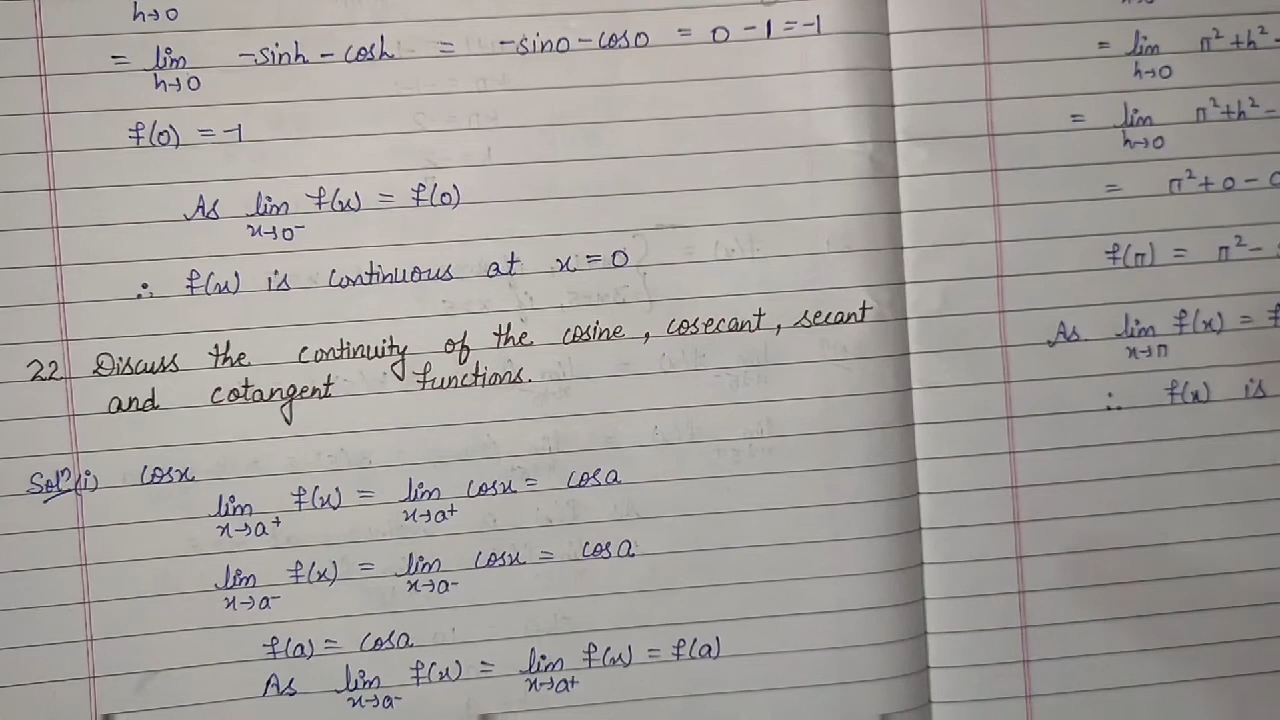 h→0
= lim -sinh - cosh = -sin0 - cos0 = 0 - 1 = -1
h→0
f(0) = -1
As lim f(x) = f(0)
x→0⁻
∴ f(x) is continuous at x = 0
22 Discuss the continuity of the cosine, cosecant, secant
and cotangent functions.
Solⁿ(i) cosx
lim f(x) = lim cosx = cosa
x→a⁺ x→a⁺
lim f(x) = lim cosx = cosa
x→a⁻ x→a⁻
f(a) = cosa
As lim f(x) = lim f(x) = f(a)
x→a⁻ x→a⁺
= lim π²+h²-
h→0
= lim π²+h²-
h→0
= π²+0-0
f(π) = π²-
As lim f(x) = f
x→π
∴ f(x) is